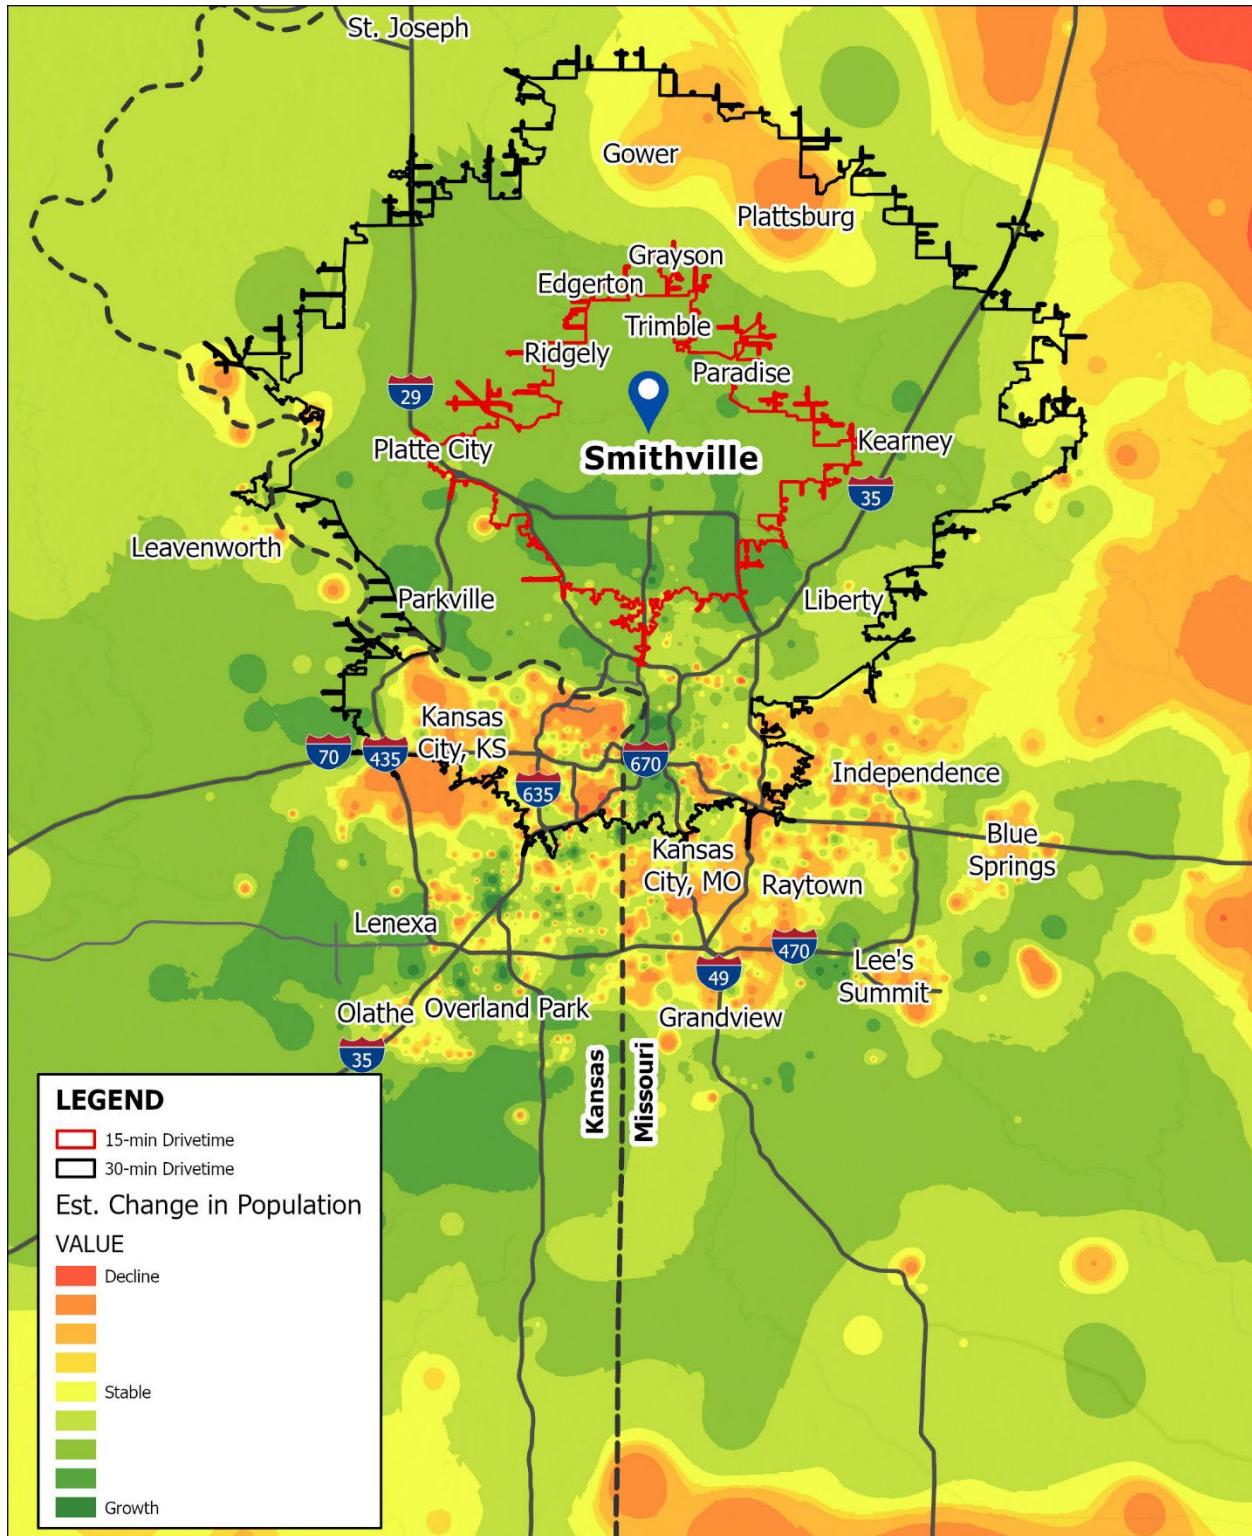 St. Joseph
Gower
Plattsburg
Grayson
Edgerton
Trimble
Ridgely
Paradise
29
Platte City
Smithville
Kearney
35
Leavenworth
Parkville
Liberty
Kansas
City, KS
70
435
670
635
Independence
Blue
Springs
Kansas
City, MO
Raytown
Lenexa
470
Lee's
Summit
49
Olathe
Overland Park
Grandview
35
Kansas
Missouri
LEGEND
15-min Drivetime
30-min Drivetime
Est. Change in Population
VALUE
Decline
Stable
Growth